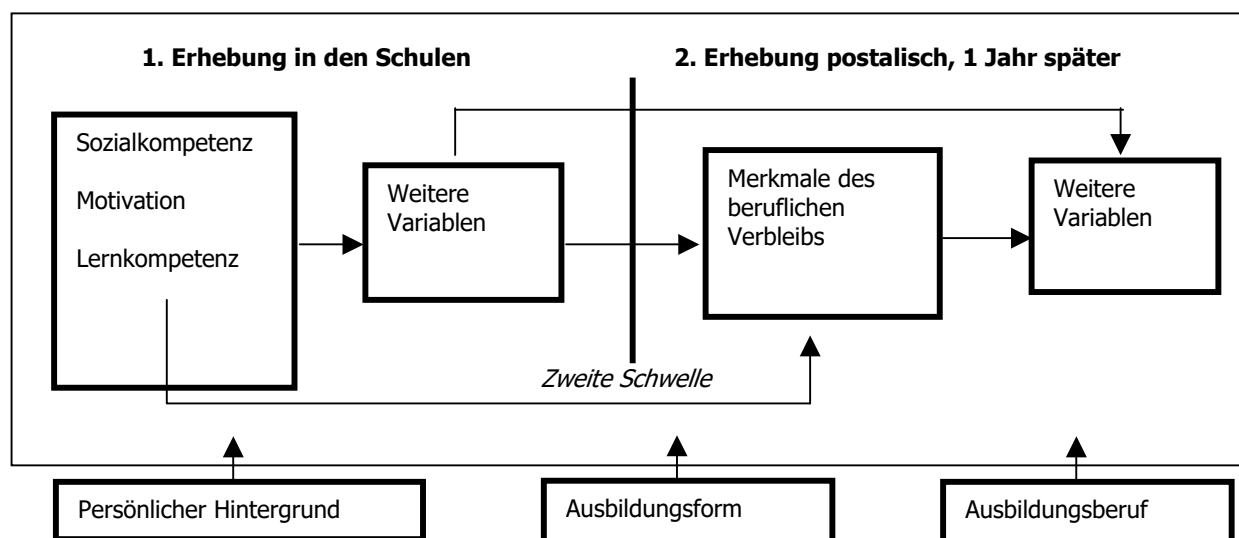 1. Erhebung in den Schulen
2. Erhebung postalisch, 1 Jahr später
Sozialkompetenz
Motivation
Lernkompetenz
Weitere
Variablen
Merkmale des
beruflichen
Verbleibs
Weitere
Variablen
Zweite Schwelle
Persönlicher Hintergrund
Ausbildungsform
Ausbildungsberuf